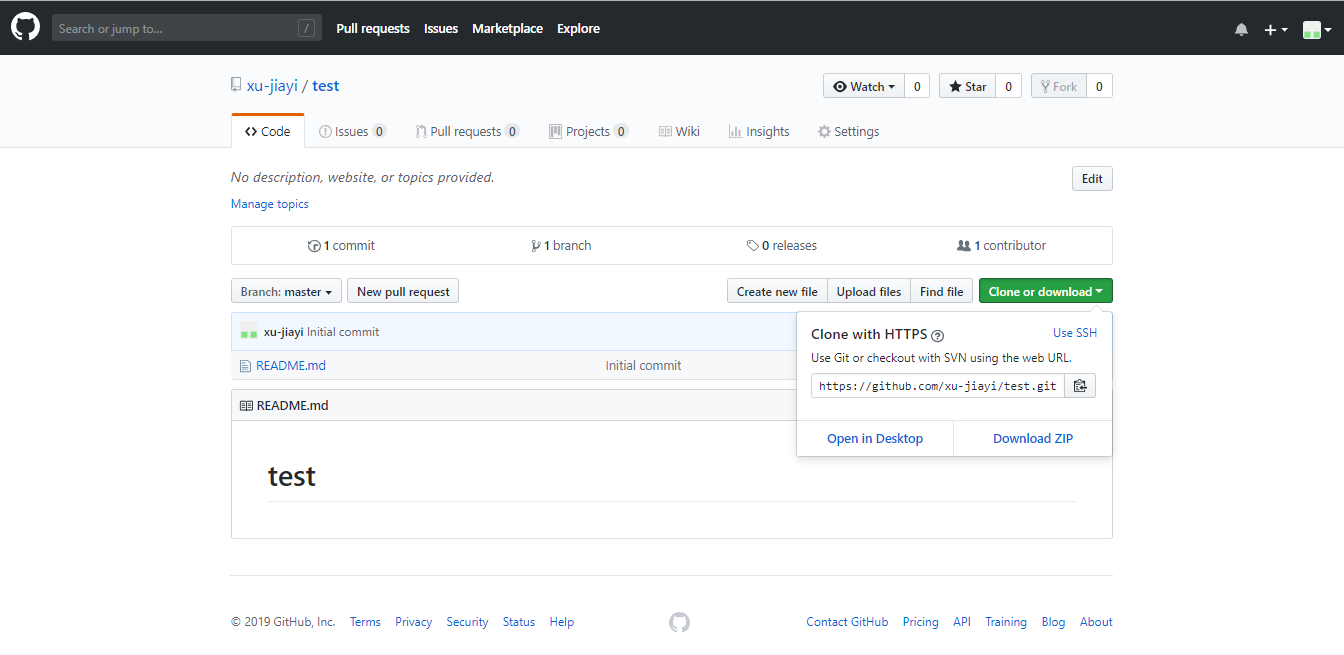 Search or jump to... / Pull requests Issues Marketplace Explore
xu-jiayi / test Watch 0 Star 0 Fork 0
Code Issues 0 Pull requests 0 Projects 0 Wiki Insights Settings
No description, website, or topics provided. Edit
Manage topics
1 commit 1 branch 0 releases 1 contributor
Branch: master New pull request Create new file Upload files Find file Clone or download
xu-jiayi Initial commit
README.md Initial commit
Clone with HTTPS ? Use SSH
Use Git or checkout with SVN using the web URL.
https://github.com/xu-jiayi/test.git
Open in Desktop Download ZIP
README.md
test
© 2019 GitHub, Inc. Terms Privacy Security Status Help Contact GitHub Pricing API Training Blog About